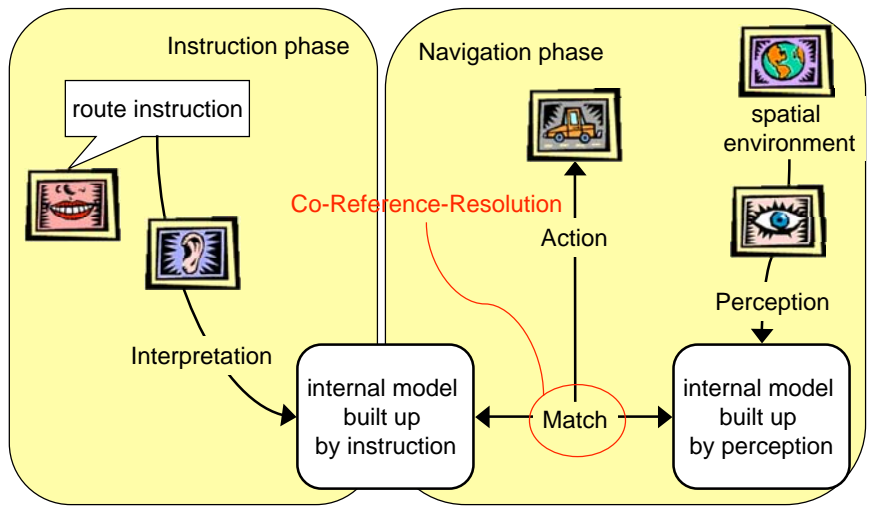 Instruction phase
route instruction
Interpretation
internal model
built up
by instruction
Navigation phase
spatial
environment
Co-Reference-Resolution
Action
Perception
Match
internal model
built up
by perception